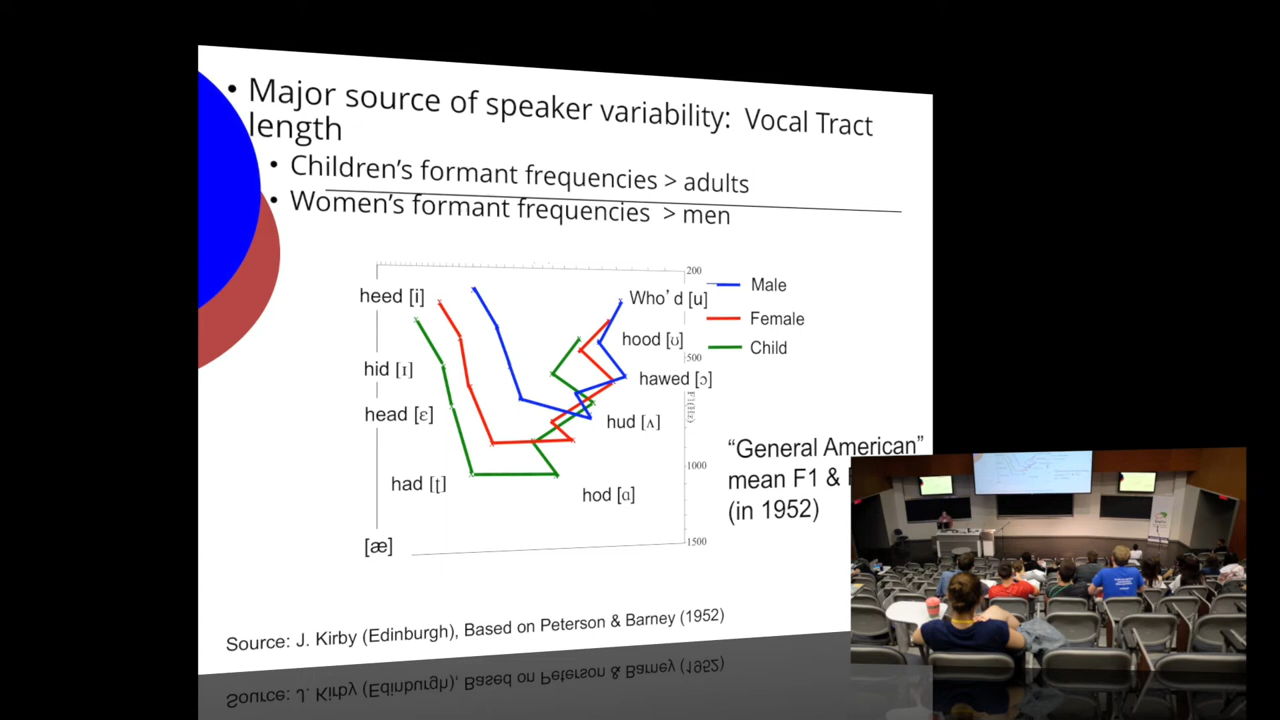 • Major source of speaker variability: Vocal Tract
length
• Children's formant frequencies > adults
• Women's formant frequencies > men
200
heed [i]
Who'd [u]
Male
Female
hood [ʊ]
Child
500
hid [ɪ]
hawed [ɔ]
head [ɛ]
hud [ʌ]
"General American"
1000
mean F1 &
had [ʈ]
hod [ɑ]
(in 1952)
1500
[æ]
Source: J. Kirby (Edinburgh), Based on Peterson & Barney (1952)